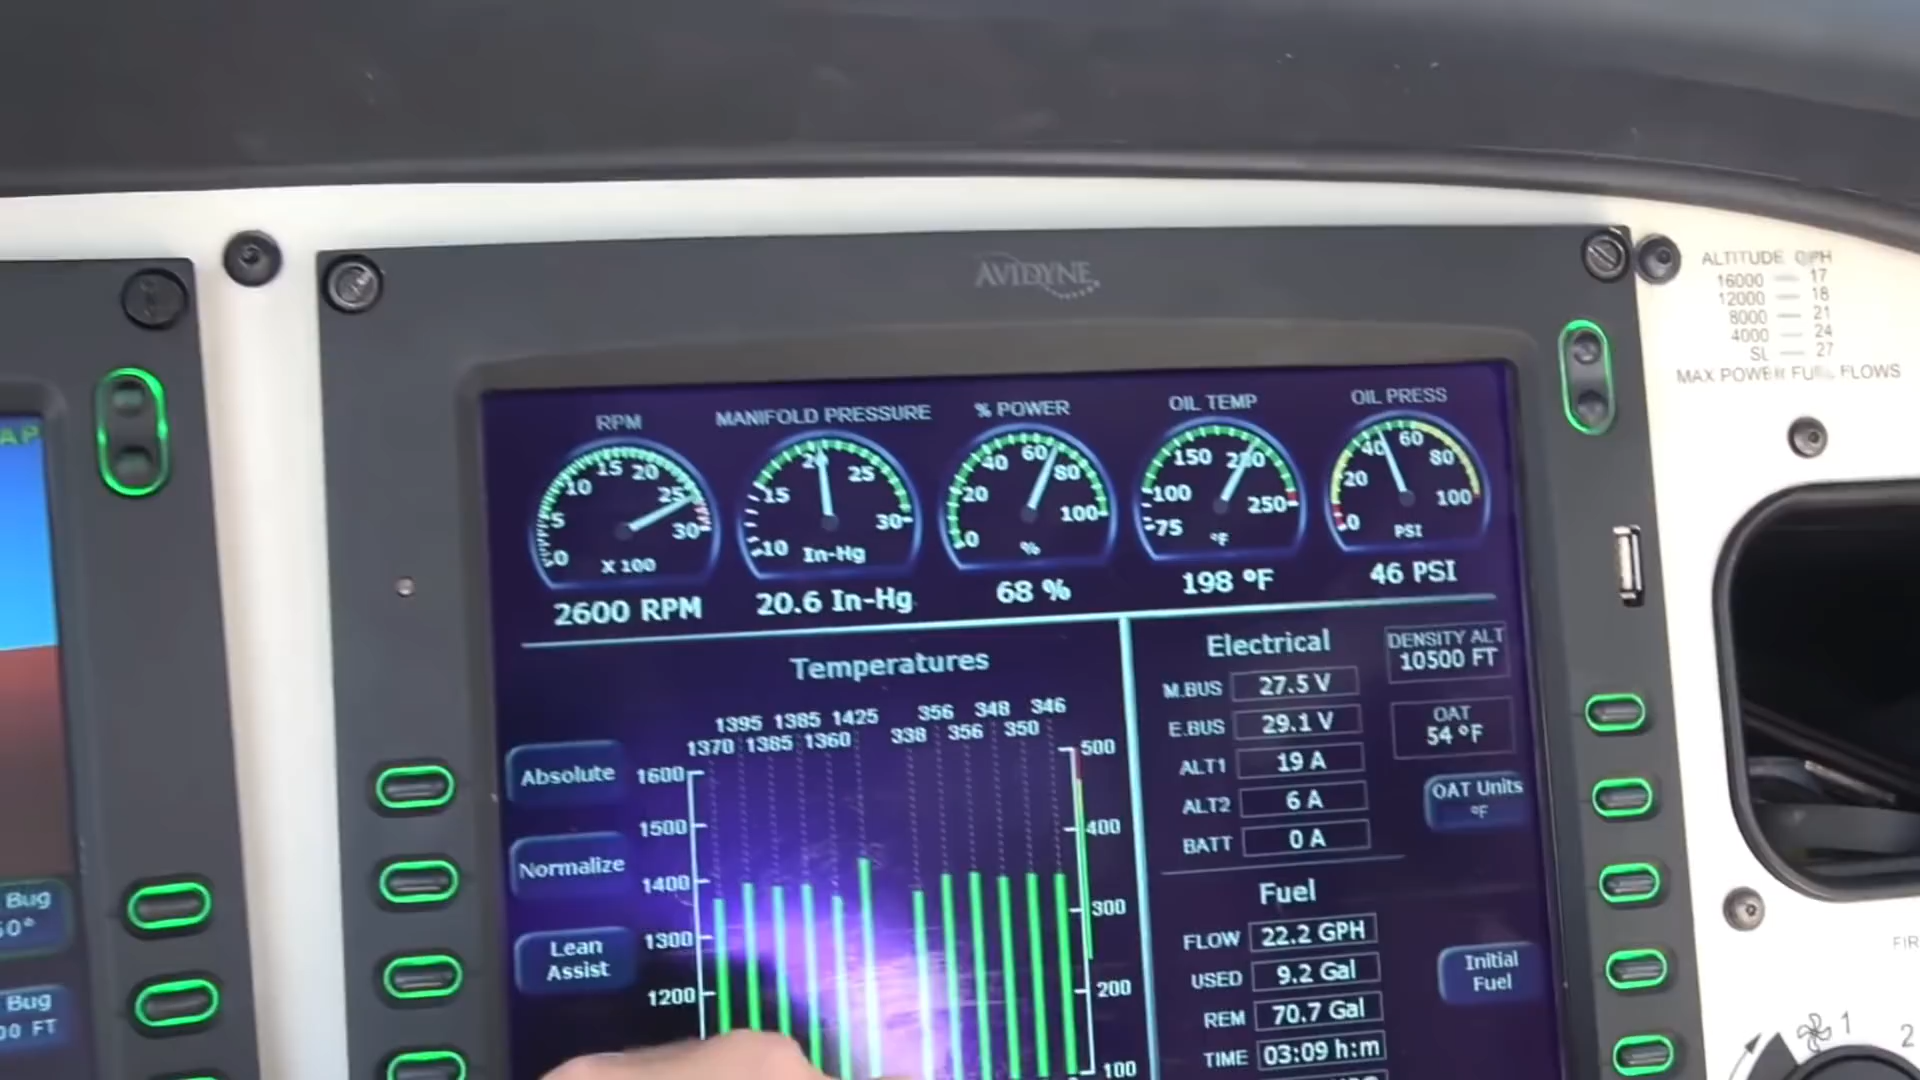 AVIDYNE
ALTITUDE GPH
16000 — 17
12000 — 18
8000 — 21
4000 — 24
SL — 27
MAX POWER FUEL FLOWS
AP
RPM
MANIFOLD PRESSURE
% POWER
OIL TEMP
OIL PRESS
0 5 10 15 20 25 30
X 100
2600 RPM
10 15 20 25 30
In-Hg
20.6 In-Hg
0 20 40 60 80 100
%
68 %
75 100 150 200 250
°F
198 °F
0 20 40 60 80 100
PSI
46 PSI
Temperatures
1395 1385 1425 356 348 346
1370 1385 1360 338 356 350
Absolute
Normalize
Lean
Assist
1600
1500
1400
1300
1200
500
400
300
200
100
Electrical
M.BUS 27.5 V
E.BUS 29.1 V
ALT1 19 A
ALT2 6 A
BATT 0 A
DENSITY ALT
10500 FT
OAT
54 °F
OAT Units
°F
Fuel
FLOW 22.2 GPH
USED 9.2 Gal
REM 70.7 Gal
TIME 03:09 h:m
Initial
Fuel
Bug
0°
Bug
00 FT
FIR
1
2